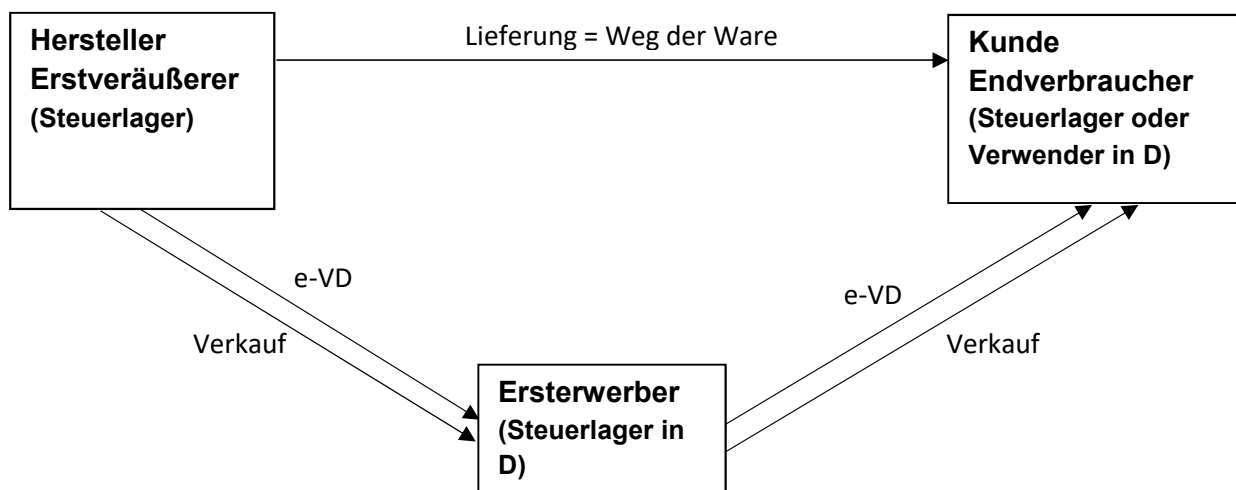 Hersteller
Erstveräußerer
(Steuerlager)
Lieferung = Weg der Ware
Kunde
Endverbraucher
(Steuerlager oder
Verwender in D)
e-VD
Verkauf
e-VD
Verkauf
Ersterwerber
(Steuerlager in
D)